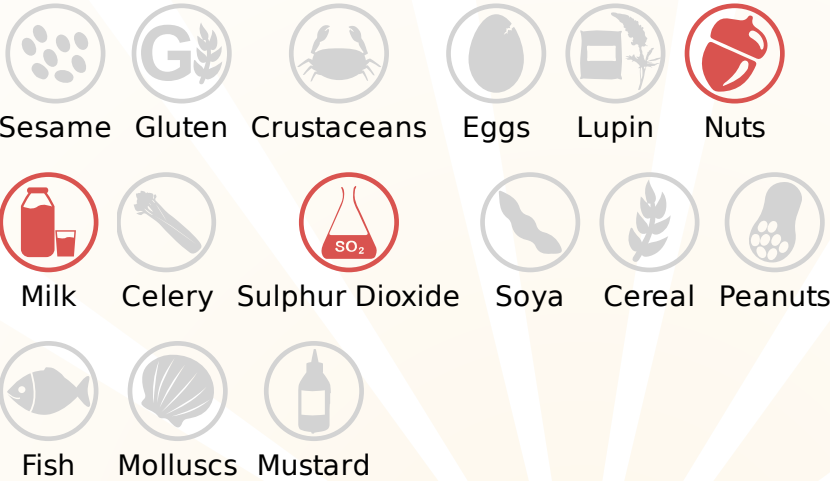 G
Sesame Gluten Crustaceans Eggs Lupin Nuts
SO₂
Milk Celery Sulphur Dioxide Soya Cereal Peanuts
Fish Molluscs Mustard